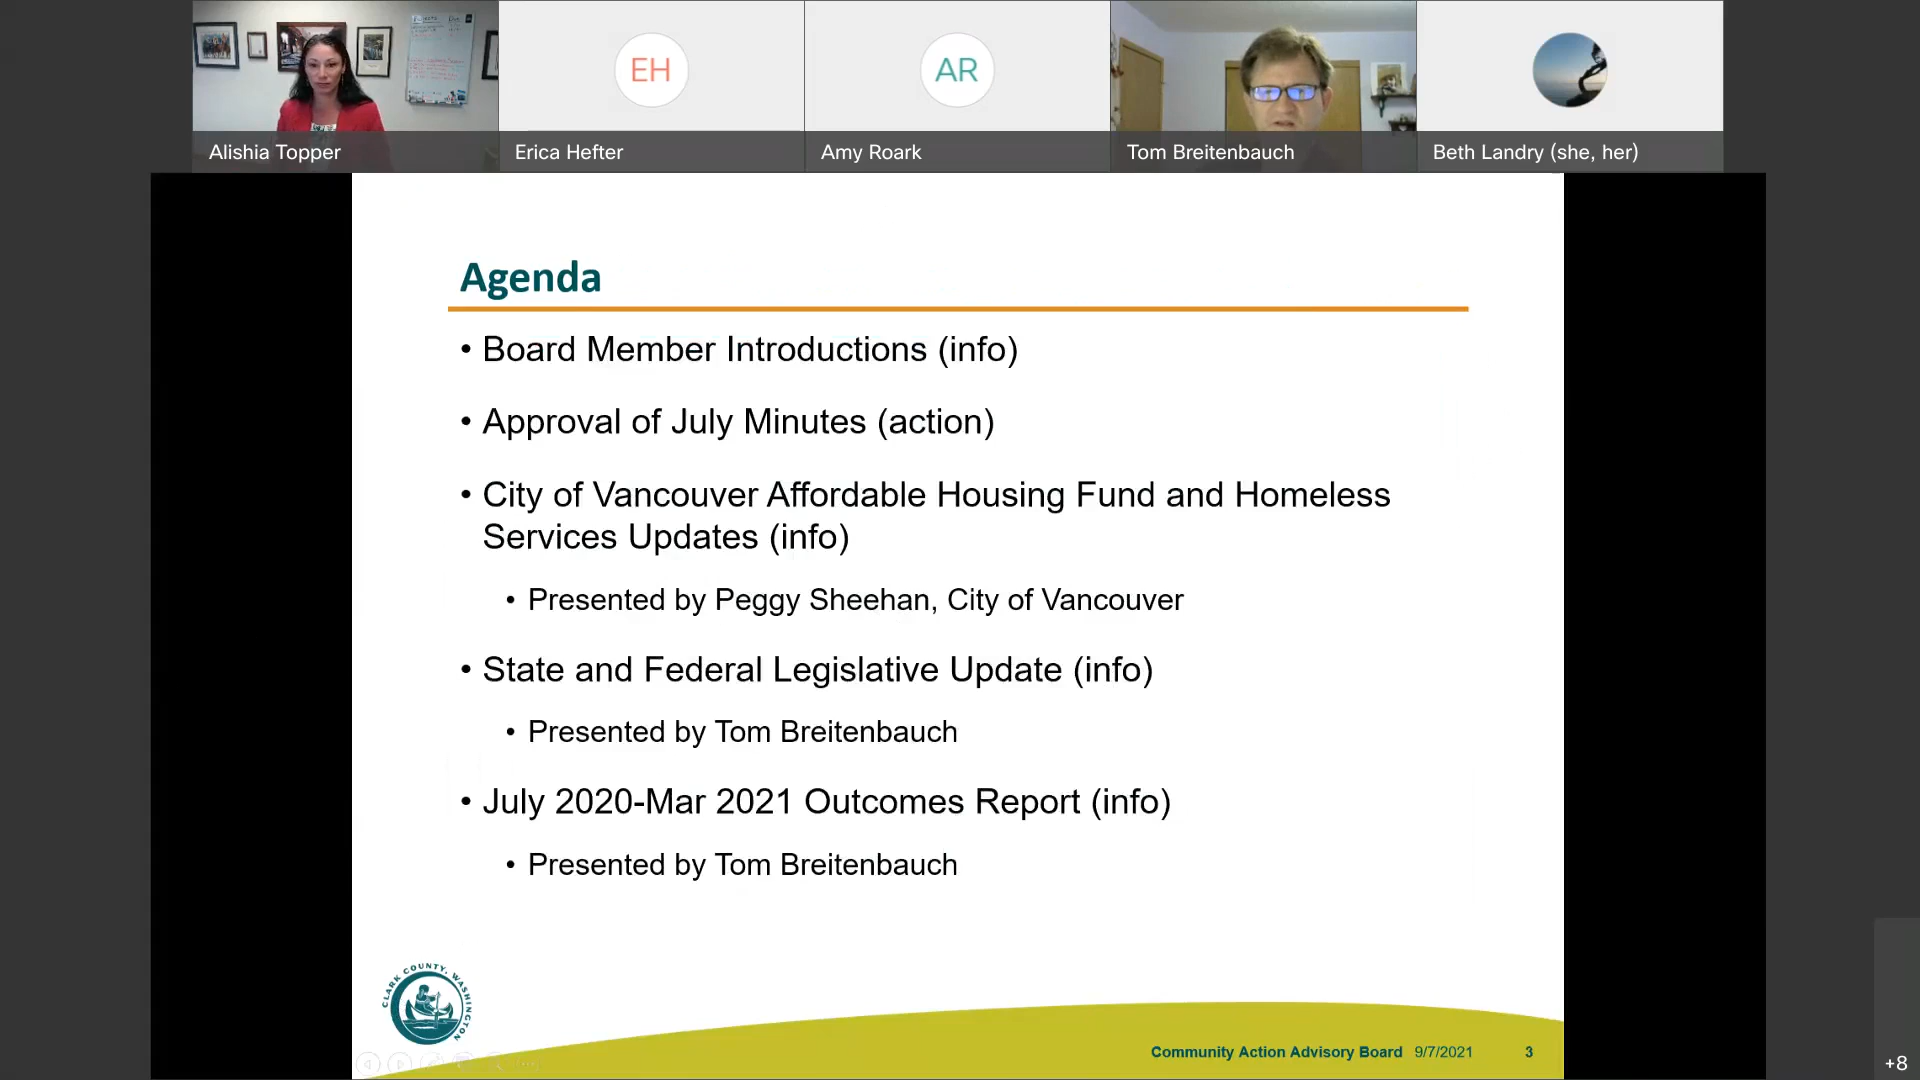 EH
AR
Alishia Topper
Erica Hefter
Amy Roark
Tom Breitenbauch
Beth Landry (she, her)
Agenda
• Board Member Introductions (info)
• Approval of July Minutes (action)
• City of Vancouver Affordable Housing Fund and Homeless
Services Updates (info)
• Presented by Peggy Sheehan, City of Vancouver
• State and Federal Legislative Update (info)
• Presented by Tom Breitenbauch
• July 2020-Mar 2021 Outcomes Report (info)
• Presented by Tom Breitenbauch
CLARK COUNTY, WASHINGTON
Community Action Advisory Board 9/7/2021 3
+8